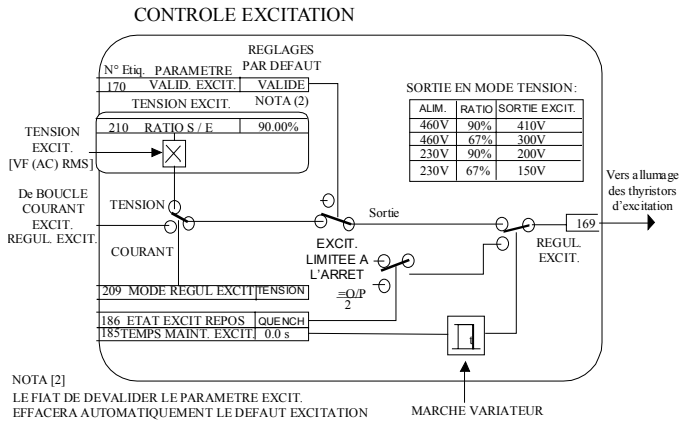 CONTROLE EXCITATION
REGLAGES
PAR DEFAUT
N° Etiq. PARAMETRE
170 VALID. EXCIT. VALIDE
TENSION EXCIT. NOTA (2)
210 RATIO S / E 90.00%
SORTIE EN MODE TENSION:
ALIM. RATIO SORTIE EXCIT.
460V 90% 410V
460V 67% 300V
230V 90% 200V
230V 67% 150V
TENSION
EXCIT.
[VF (AC) RMS]
X
De BOUCLE
COURANT
EXCIT.
REGUL. EXCIT.
TENSION
COURANT
Sortie
EXCIT.
LIMITEE A
L'ARRET
=O/P
2
169
REGUL.
EXCIT.
Vers allumage
des thyristors
d'excitation
209 MODE REGUL EXCIT TENSION
186 ETAT EXCIT REPOS QUENCH
185TEMPS MAINT. EXCIT. 0.0 s
t
MARCHE VARIATEUR
NOTA [2]
LE FIAT DE DEVALIDER LE PARAMETRE EXCIT.
EFFACERA AUTOMATIQUEMENT LE DEFAUT EXCITATION